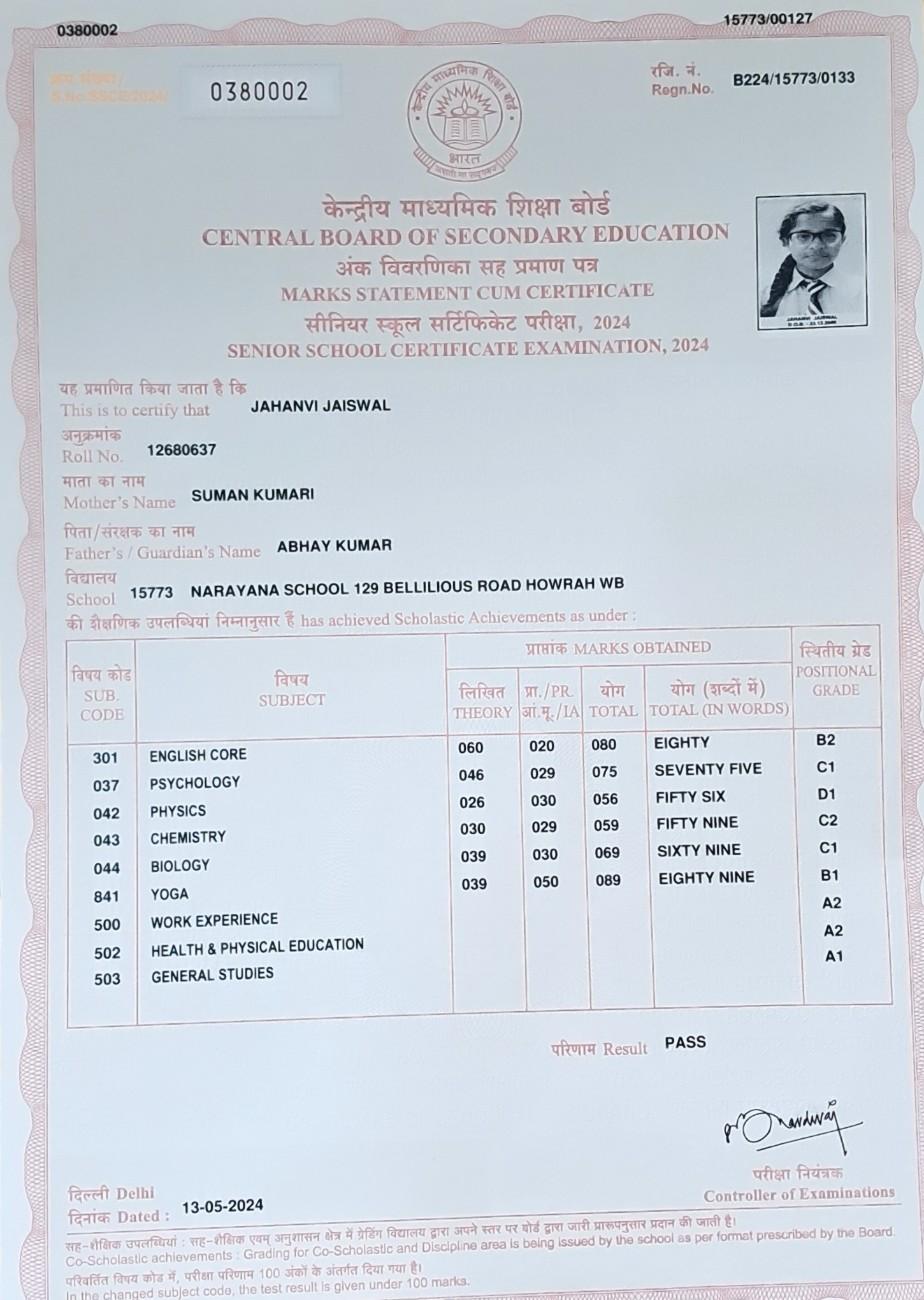 0380002
15773/00127
क्रम संख्या/
S.No.SSCE/2024/
0380002
रजि. नं.
Regn.No. B224/15773/0133
केन्द्रीय माध्यमिक शिक्षा बोर्ड
भारत
केन्द्रीय माध्यमिक शिक्षा बोर्ड
CENTRAL BOARD OF SECONDARY EDUCATION
अंक विवरणिका सह प्रमाण पत्र
MARKS STATEMENT CUM CERTIFICATE
सीनियर स्कूल सर्टिफिकेट परीक्षा, 2024
SENIOR SCHOOL CERTIFICATE EXAMINATION, 2024
JAHANVI JAISWAL
यह प्रमाणित किया जाता है कि
This is to certify that JAHANVI JAISWAL
अनुक्रमांक
Roll No. 12680637
माता का नाम
Mother's Name SUMAN KUMARI
पिता/संरक्षक का नाम
Father's / Guardian's Name ABHAY KUMAR
विद्यालय
School 15773 NARAYANA SCHOOL 129 BELLILIOUS ROAD HOWRAH WB
की शैक्षणिक उपलब्धियां निम्नानुसार हैं has achieved Scholastic Achievements as under :
विषय कोड
SUB.
CODE
विषय
SUBJECT
प्राप्तांक MARKS OBTAINED
लिखित
THEORY
प्रा./PR.
आं.मू./IA
योग
TOTAL
योग (शब्दों में)
TOTAL (IN WORDS)
स्थितीय ग्रेड
POSITIONAL
GRADE
301 ENGLISH CORE 060 020 080 EIGHTY B2
037 PSYCHOLOGY 046 029 075 SEVENTY FIVE C1
042 PHYSICS 026 030 056 FIFTY SIX D1
043 CHEMISTRY 030 029 059 FIFTY NINE C2
044 BIOLOGY 039 030 069 SIXTY NINE C1
841 YOGA 039 050 089 EIGHTY NINE B1
500 WORK EXPERIENCE A2
502 HEALTH & PHYSICAL EDUCATION A2
503 GENERAL STUDIES A1
परिणाम Result PASS
परीक्षा नियंत्रक
Controller of Examinations
दिल्ली Delhi
दिनांक Dated : 13-05-2024
सह-शैक्षिक उपलब्धियां : सह-शैक्षिक एवम् अनुशासन क्षेत्र में ग्रेडिंग विद्यालय द्वारा अपने स्तर पर बोर्ड द्वारा जारी प्रारूपनुसार प्रदान की जाती है।
Co-Scholastic achievements : Grading for Co-Scholastic and Discipline area is being issued by the school as per format prescribed by the Board.
परिवर्तित विषय कोड में, परीक्षा परिणाम 100 अंकों के अंतर्गत दिया गया है।
In the changed subject code, the test result is given under 100 marks.